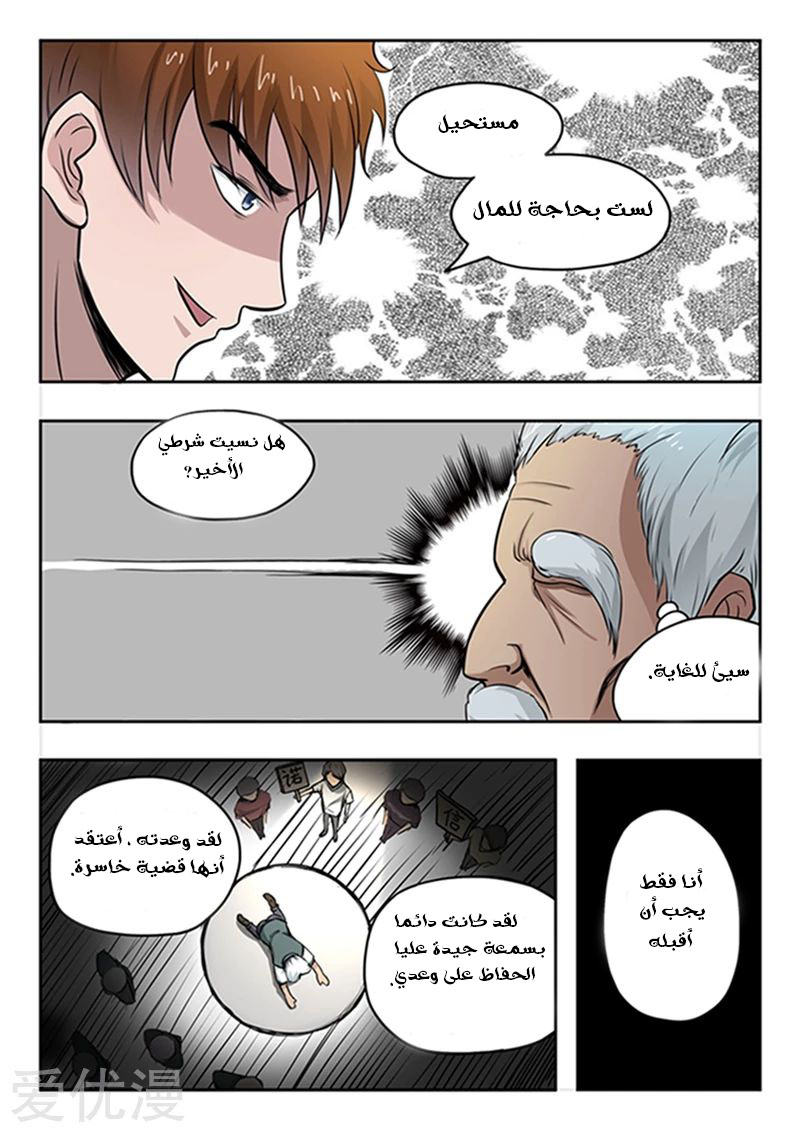 مستحيل
لست بحاجة للمال
هل نسيت شرطي
الأخير؟
سيئ للغاية.
أنا فقط
يجب أن
أقبله
诺
信
لقد وعدته ، أعتقد
أنها قضية خاسرة.
لقد كانت دائما
بسمعة جيدة عليا
الحفاظ على وعدي.
爱优漫